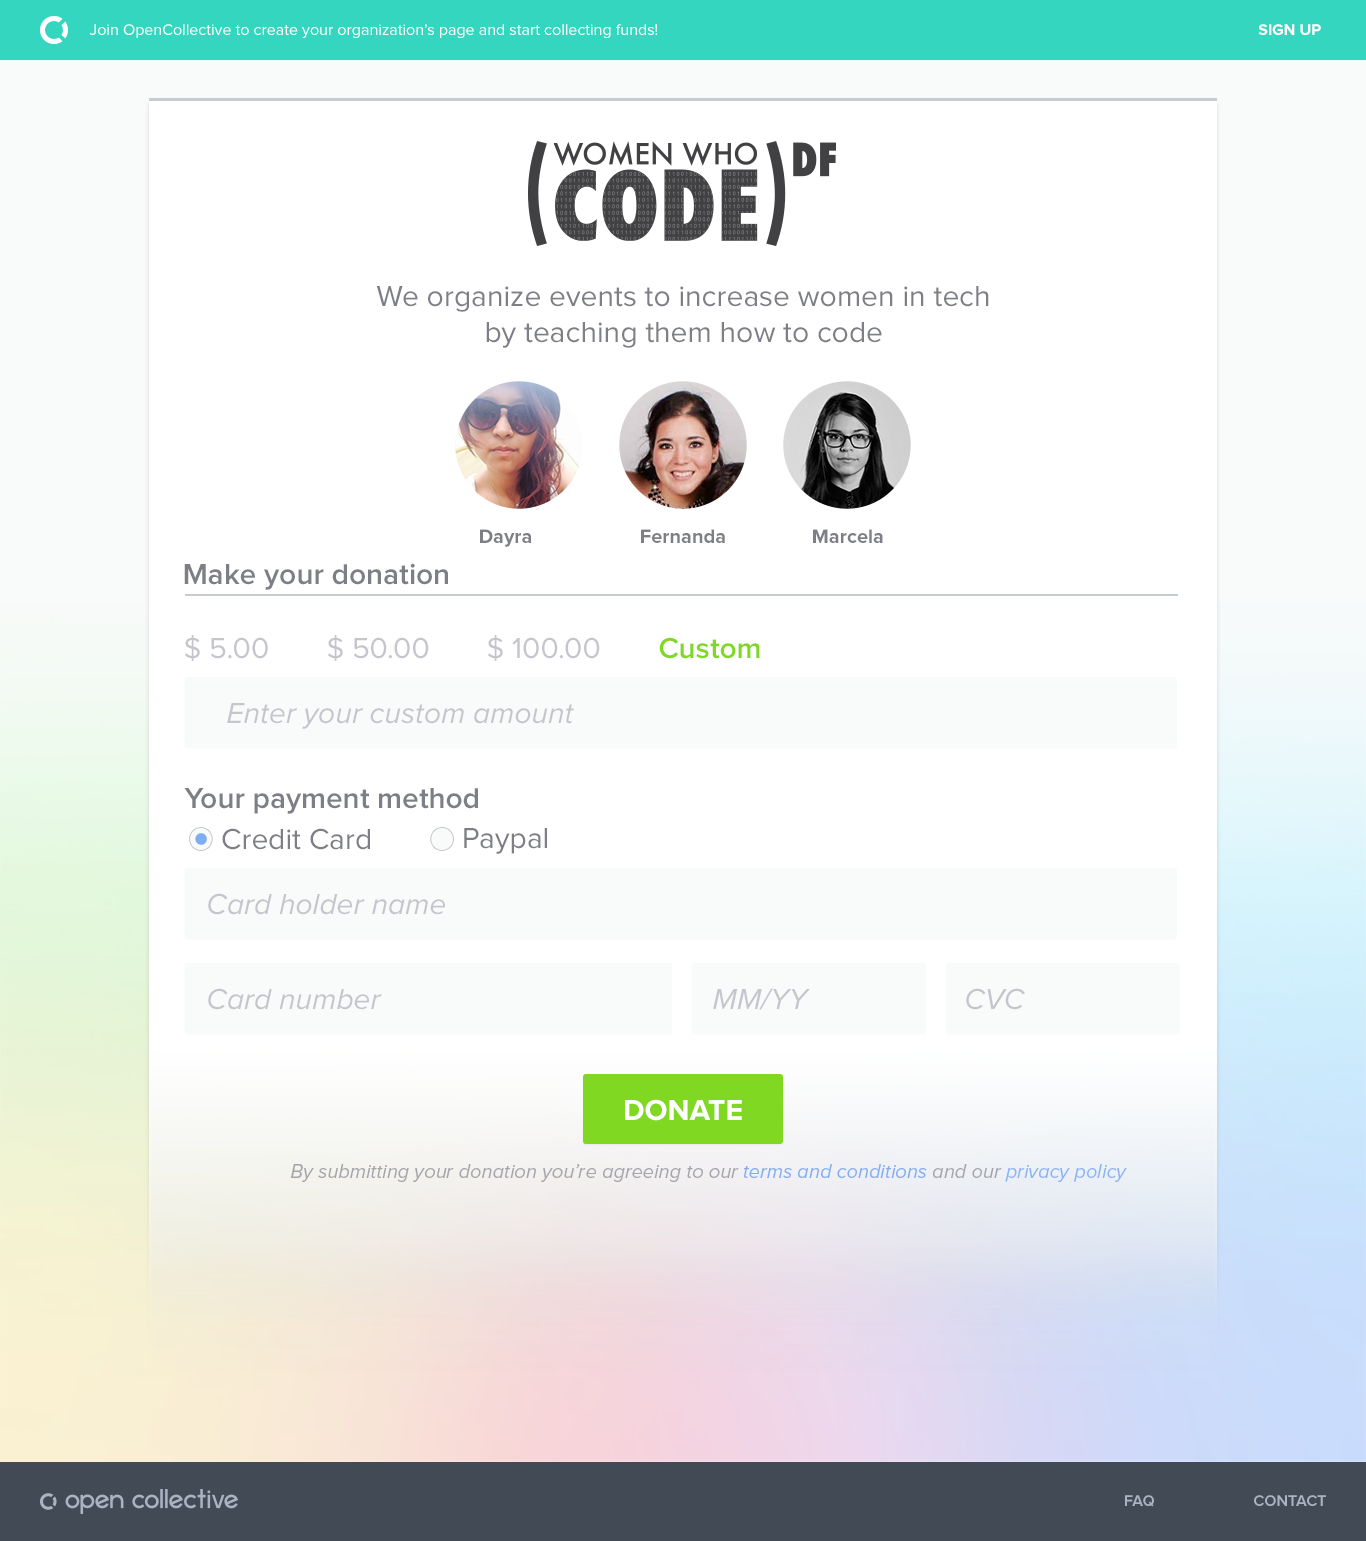 Join OpenCollective to create your organization's page and start collecting funds!
SIGN UP
(WOMEN WHO CODE) DF
We organize events to increase women in tech
by teaching them how to code
Dayra Fernanda Marcela
Make your donation
$ 5.00 $ 50.00 $ 100.00 Custom
Enter your custom amount
Your payment method
Credit Card Paypal
Card holder name
Card number MM/YY CVC
DONATE
By submitting your donation you're agreeing to our terms and conditions and our privacy policy
open collective FAQ CONTACT